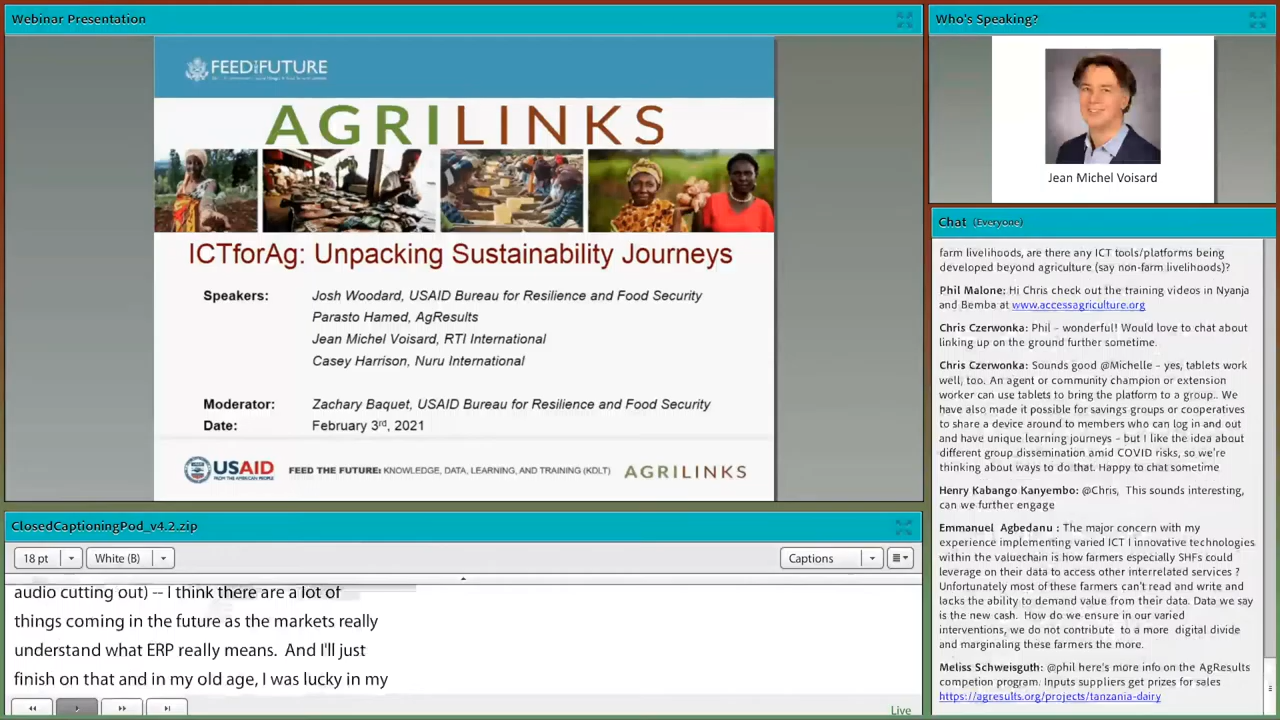 Webinar Presentation
FEED THE FUTURE
AGRILINKS
ICTforAg: Unpacking Sustainability Journeys
Speakers: Josh Woodard, USAID Bureau for Resilience and Food Security
Parasto Hamed, AgResults
Jean Michel Voisard, RTI International
Casey Harrison, Nuru International
Moderator: Zachary Baquet, USAID Bureau for Resilience and Food Security
Date: February 3rd, 2021
USAID
FROM THE AMERICAN PEOPLE
FEED THE FUTURE: KNOWLEDGE, DATA, LEARNING, AND TRAINING (KDLT)
AGRILINKS
ClosedCaptioningPod_v4.2.zip
18 pt White (B) Captions
audio cutting out) -- I think there are a lot of
things coming in the future as the markets really
understand what ERP really means. And I'll just
finish on that and in my old age, I was lucky in my
Live
Who's Speaking?
Jean Michel Voisard
Chat (Everyone)
farm livelihoods, are there any ICT tools/platforms being
developed beyond agriculture (say non-farm livelihoods)?
Phil Malone: Hi Chris check out the training videos in Nyanja
and Bemba at www.accessagriculture.org
Chris Czerwonka: Phil - wonderful! Would love to chat about
linking up on the ground further sometime.
Chris Czerwonka: Sounds good @Michelle - yes, tablets work
well, too. An agent or community champion or extension
worker can use tablets to bring the platform to a group.. We
have also made it possible for savings groups or cooperatives
to share a device around to members who can log in and out
and have unique learning journeys - but I like the idea about
different group dissemination amid COVID risks, so we're
thinking about ways to do that. Happy to chat sometime
Henry Kabango Kanyembo: @Chris, This sounds interesting,
can we further engage
Emmanuel Agbedanu : The major concern with my
experience implementing varied ICT I innovative technologies
within the valuechain is how farmers especially SHFs could
leverage on their data to access other interrelated services ?
Unfortunately most of these farmers can't read and write and
lacks the ability to demand value from their data. Data we say
is the new cash. How do we ensure in our varied
interventions, we do not contribute to a more digital divide
and marginaling these farmers the more.
Meliss Schweisguth: @phil here's more info on the AgResults
competion program. Inputs suppliers get prizes for sales
https://agresults.org/projects/tanzania-dairy